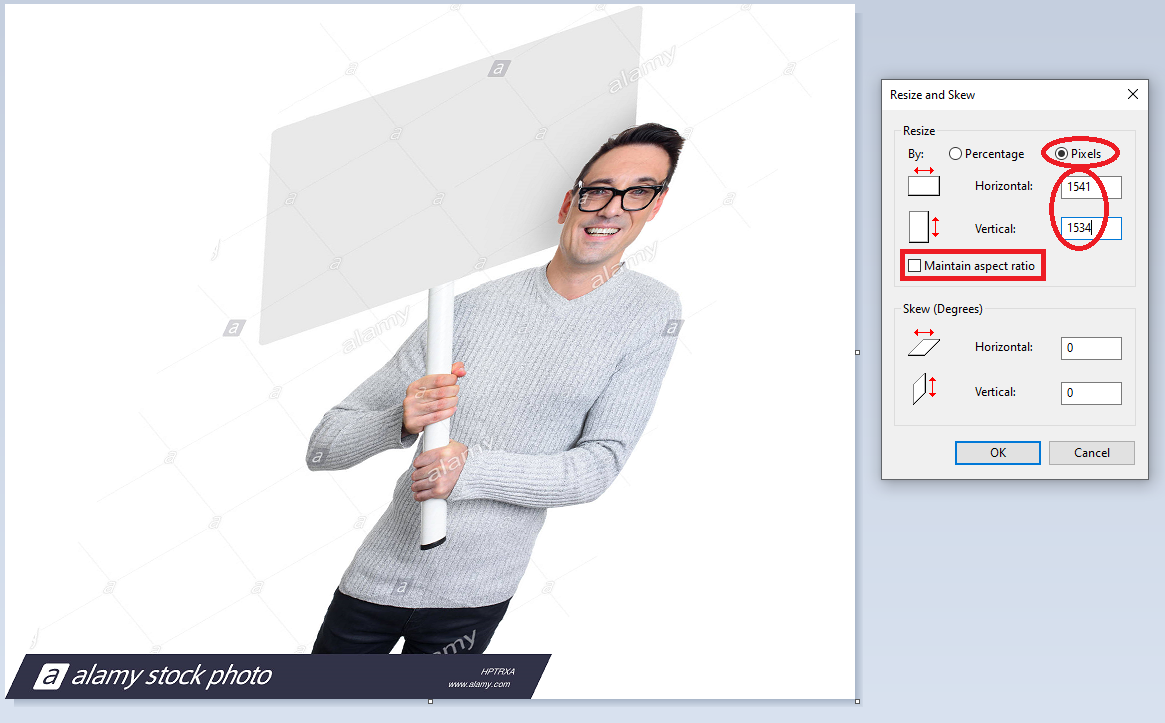 alamy
a
alamy
a
alamy
a
alamy
a
a
alamy
a alamy stock photo
HPTRXA
www.alamy.com
Resize and Skew
Resize
By:
Percentage
Pixels
Horizontal:
1541
Vertical:
1534
Maintain aspect ratio
Skew (Degrees)
Horizontal:
0
Vertical:
0
OK
Cancel